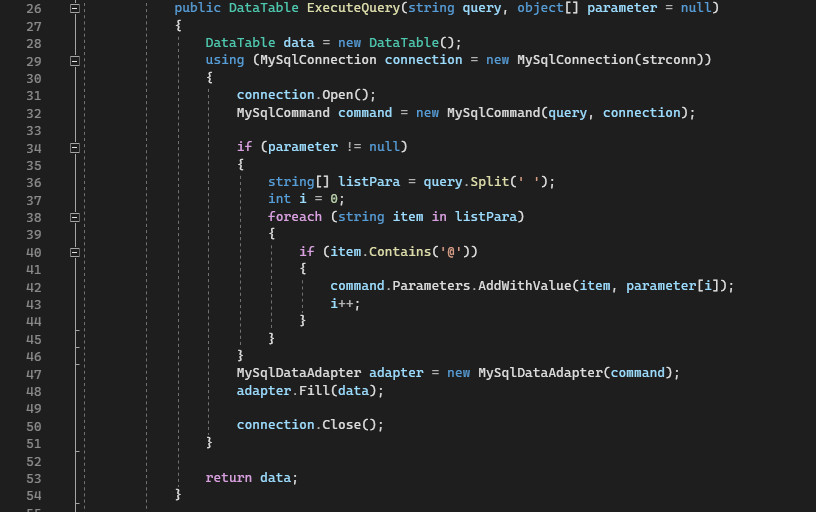 26 public DataTable ExecuteQuery(string query, object[] parameter = null)
27 {
28 DataTable data = new DataTable();
29 using (MySqlConnection connection = new MySqlConnection(strconn))
30 {
31 connection.Open();
32 MySqlCommand command = new MySqlCommand(query, connection);
33
34 if (parameter != null)
35 {
36 string[] listPara = query.Split(' ');
37 int i = 0;
38 foreach (string item in listPara)
39 {
40 if (item.Contains('@'))
41 {
42 command.Parameters.AddWithValue(item, parameter[i]);
43 i++;
44 }
45 }
46 }
47 MySqlDataAdapter adapter = new MySqlDataAdapter(command);
48 adapter.Fill(data);
49
50 connection.Close();
51 }
52
53 return data;
54 }
55